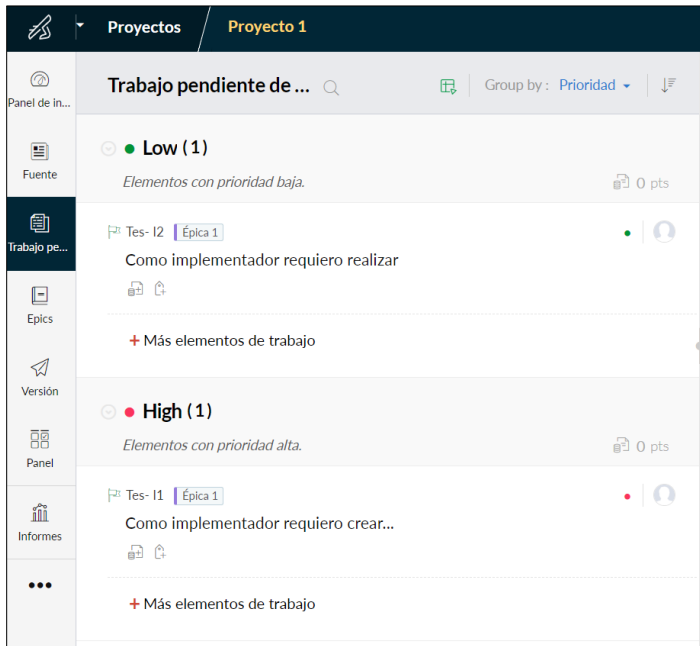 Proyectos
Proyecto 1
Panel de in...
Fuente
Trabajo pe...
Epics
Versión
Panel
Informes
Trabajo pendiente de ...
Group by : Prioridad
Low (1)
Elementos con prioridad baja.
0 pts
Tes- I2 Épica 1
Como implementador requiero realizar
+ Más elementos de trabajo
High (1)
Elementos con prioridad alta.
0 pts
Tes- I1 Épica 1
Como implementador requiero crear...
+ Más elementos de trabajo